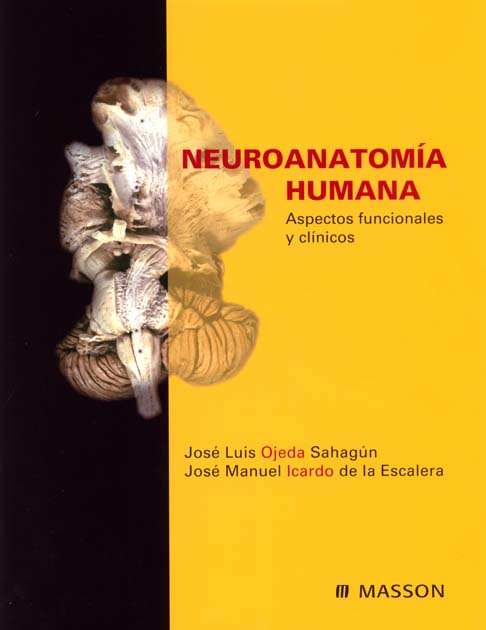 NEUROANATOMÍA
HUMANA
Aspectos funcionales
y clínicos
José Luis Ojeda Sahagún
José Manuel Icardo de la Escalera
MASSON